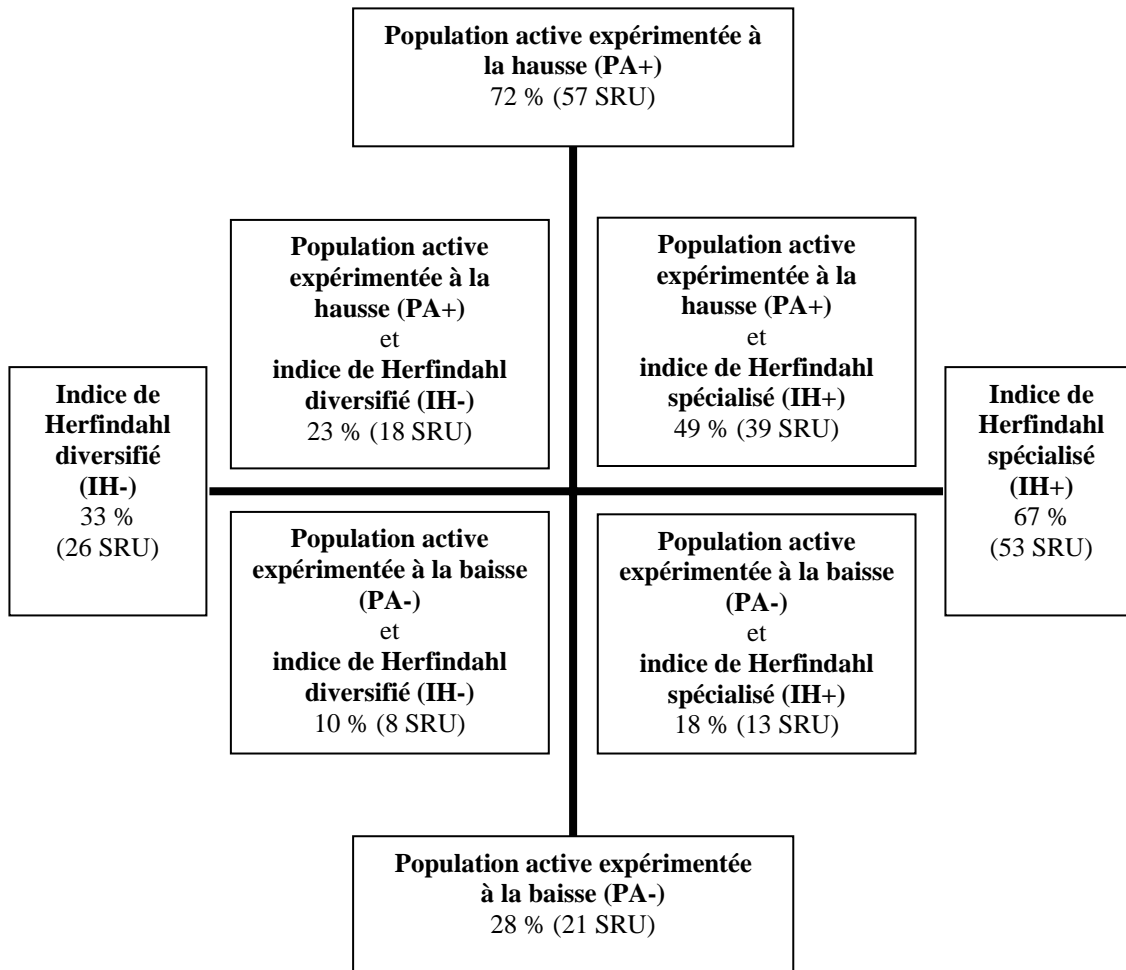 Population active expérimentée à
la hausse (PA+)
72 % (57 SRU)
Population active
expérimentée à la
hausse (PA+)
et
indice de Herfindahl
diversifié (IH-)
23 % (18 SRU)
Population active
expérimentée à la
hausse (PA+)
et
indice de Herfindahl
spécialisé (IH+)
49 % (39 SRU)
Indice de
Herfindahl
diversifié
(IH-)
33 %
(26 SRU)
Indice de
Herfindahl
spécialisé
(IH+)
67 %
(53 SRU)
Population active
expérimentée à la baisse
(PA-)
et
indice de Herfindahl
diversifié (IH-)
10 % (8 SRU)
Population active
expérimentée à la baisse
(PA-)
et
indice de Herfindahl
spécialisé (IH+)
18 % (13 SRU)
Population active expérimentée
à la baisse (PA-)
28 % (21 SRU)